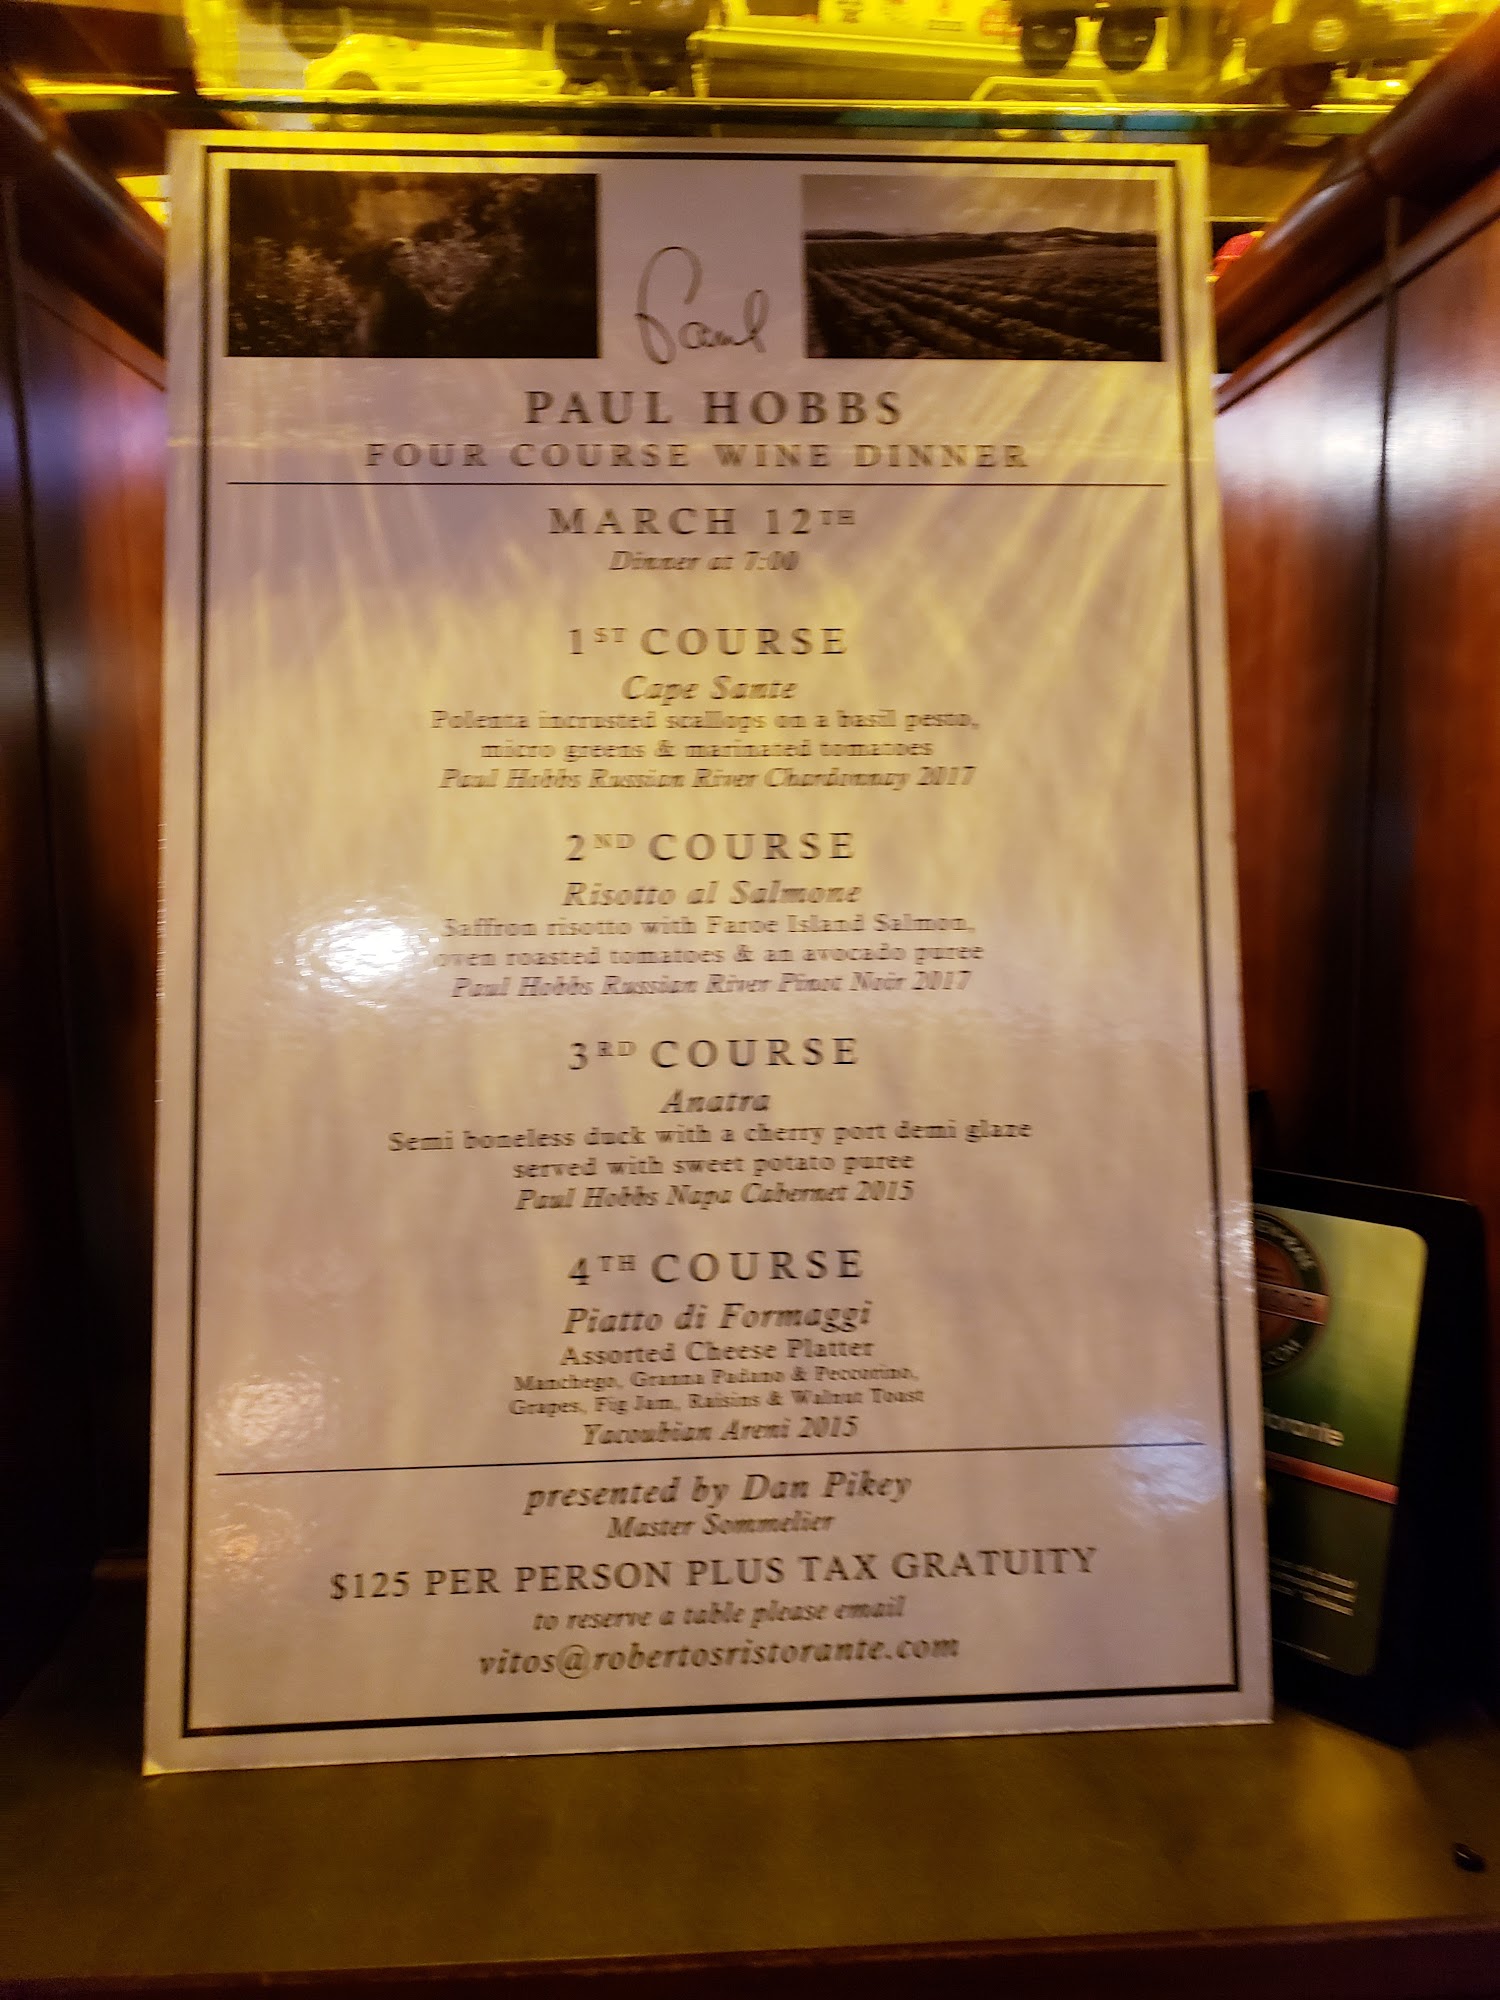 Paul
PAUL HOBBS
FOUR COURSE WINE DINNER
MARCH 12TH
Dinner at 7:00
1ST COURSE
Cape Sante
Polenta incrusted scallops on a basil pesto,
micro greens & marinated tomatoes
Paul Hobbs Russian River Chardonnay 2017
2ND COURSE
Risotto al Salmone
Saffron risotto with Faroe Island Salmon,
oven roasted tomatoes & an avocado puree
Paul Hobbs Russian River Pinot Noir 2017
3RD COURSE
Anatra
Semi boneless duck with a cherry port demi glaze
served with sweet potato puree
Paul Hobbs Napa Cabernet 2015
4TH COURSE
Piatto di Formaggi
Assorted Cheese Platter
Manchego, Granna Padano & Peccorino,
Grapes, Fig Jam, Raisins & Walnut Toast
Yacoubian Areni 2015
presented by Dan Pikey
Master Sommelier
$125 PER PERSON PLUS TAX GRATUITY
to reserve a table please email
vitos@robertosristorante.com